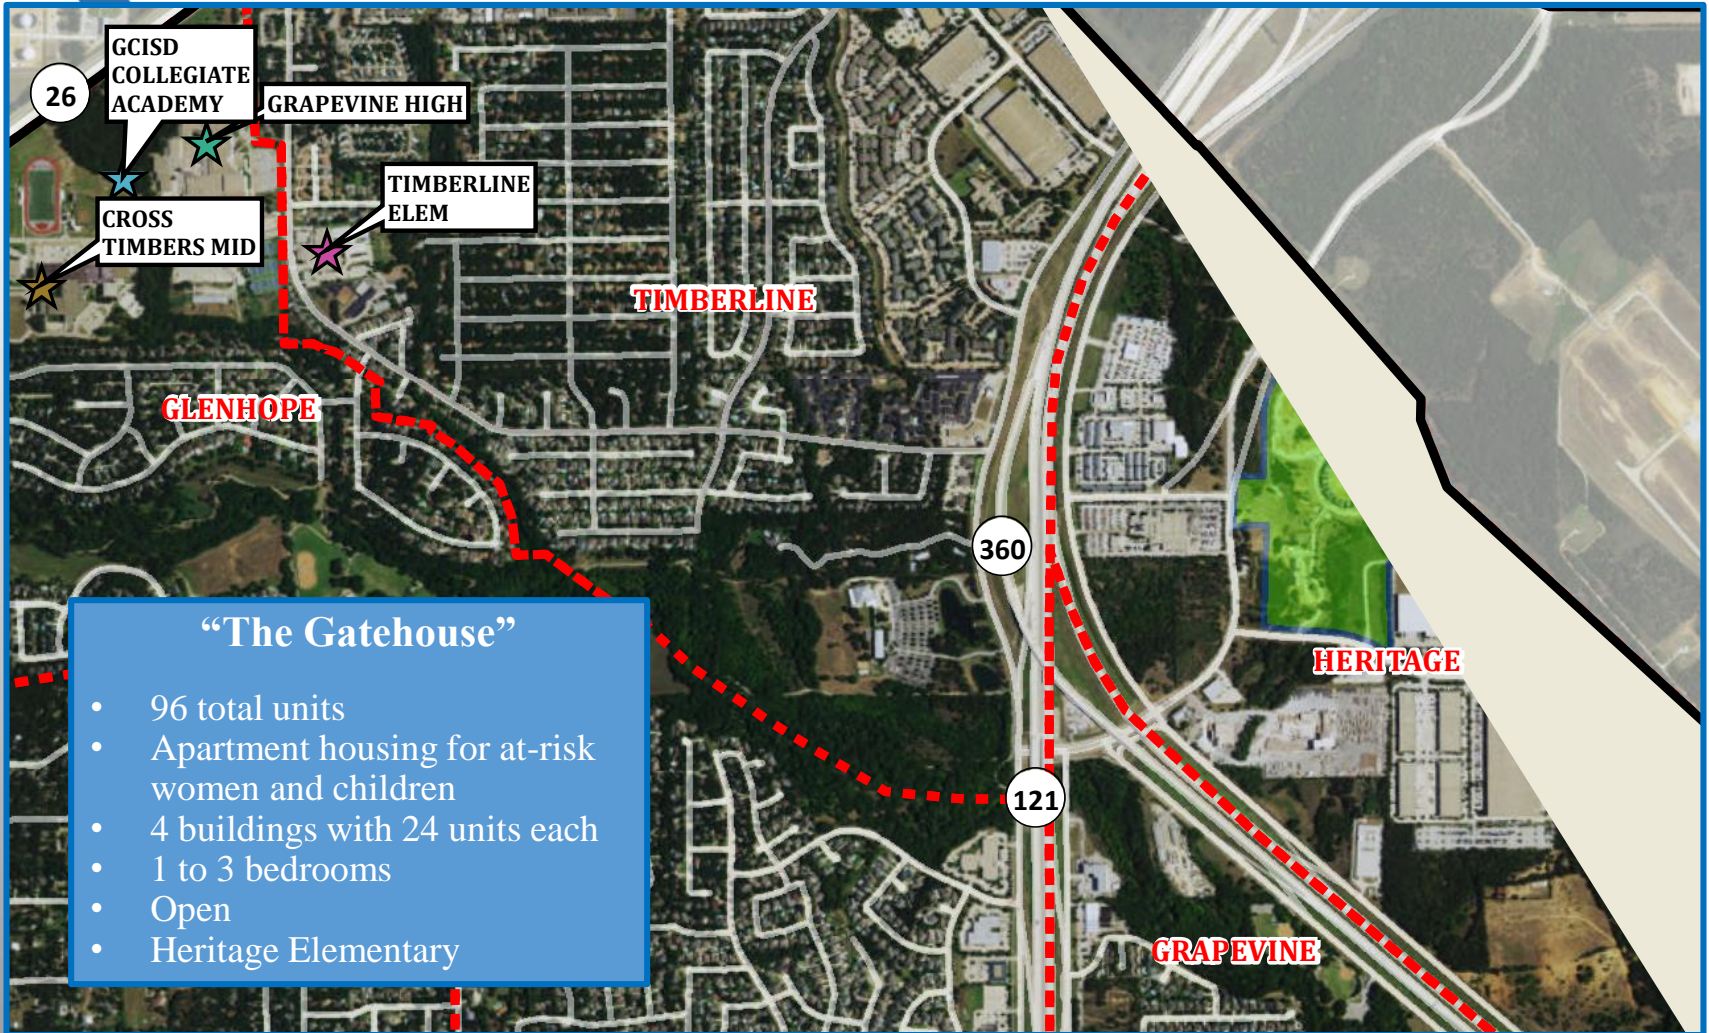 GCISD
COLLEGIATE
ACADEMY
26
GRAPEVINE HIGH
TIMBERLINE
ELEM
CROSS
TIMBERS MID
TIMBERLINE
GLENHOPE
360
HERITAGE
121
GRAPEVINE
“The Gatehouse”
• 96 total units
• Apartment housing for at-risk
women and children
• 4 buildings with 24 units each
• 1 to 3 bedrooms
• Open
• Heritage Elementary